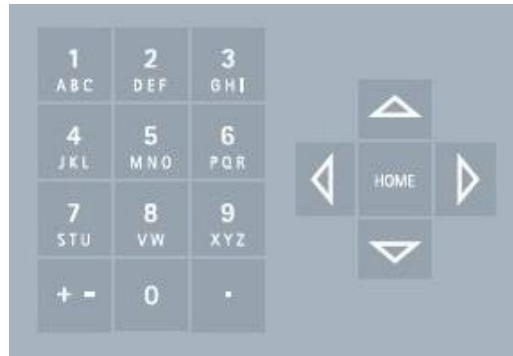 1 2 3
ABC DEF GHI
4 5 6
JKL MNO PQR
HOME
7 8 9
STU VW XYZ
+ - 0 .